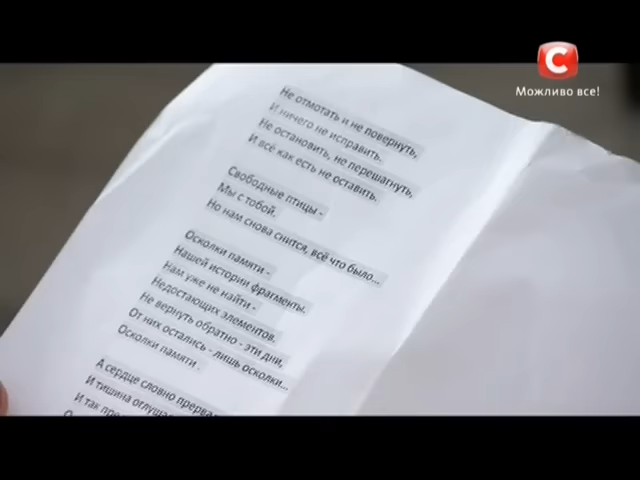 С
Можливо все!
Не отмотать и не повернуть,
И ничего не исправить.
Не остановить, не перешагнуть,
И всё как есть не оставить.
Свободные птицы -
Мы с тобой.
Но нам снова снится, всё что было...
Осколки памяти -
Нашей истории фрагменты.
Нам уже не найти -
Недостающих элементов.
Не вернуть обратно - эти дни,
От них остались - лишь осколки...
Осколки памяти .
А сердце словно
И тишина
И так